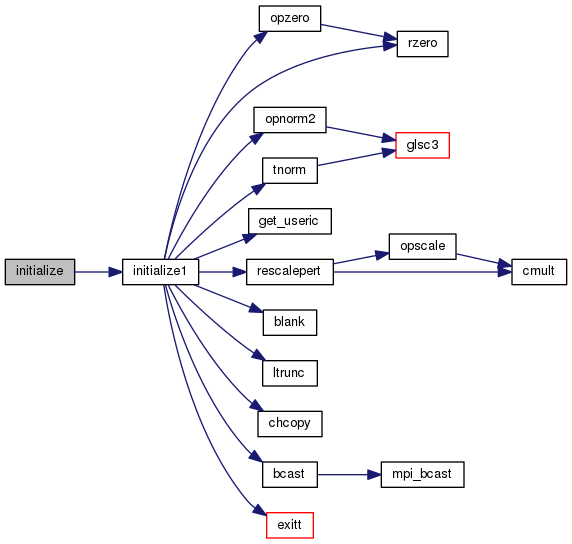 opzero
rzero
opnorm2
glsc3
tnorm
get_useric
opscale
initialize
initialize1
rescalepert
cmult
blank
ltrunc
chcopy
bcast
mpi_bcast
exitt